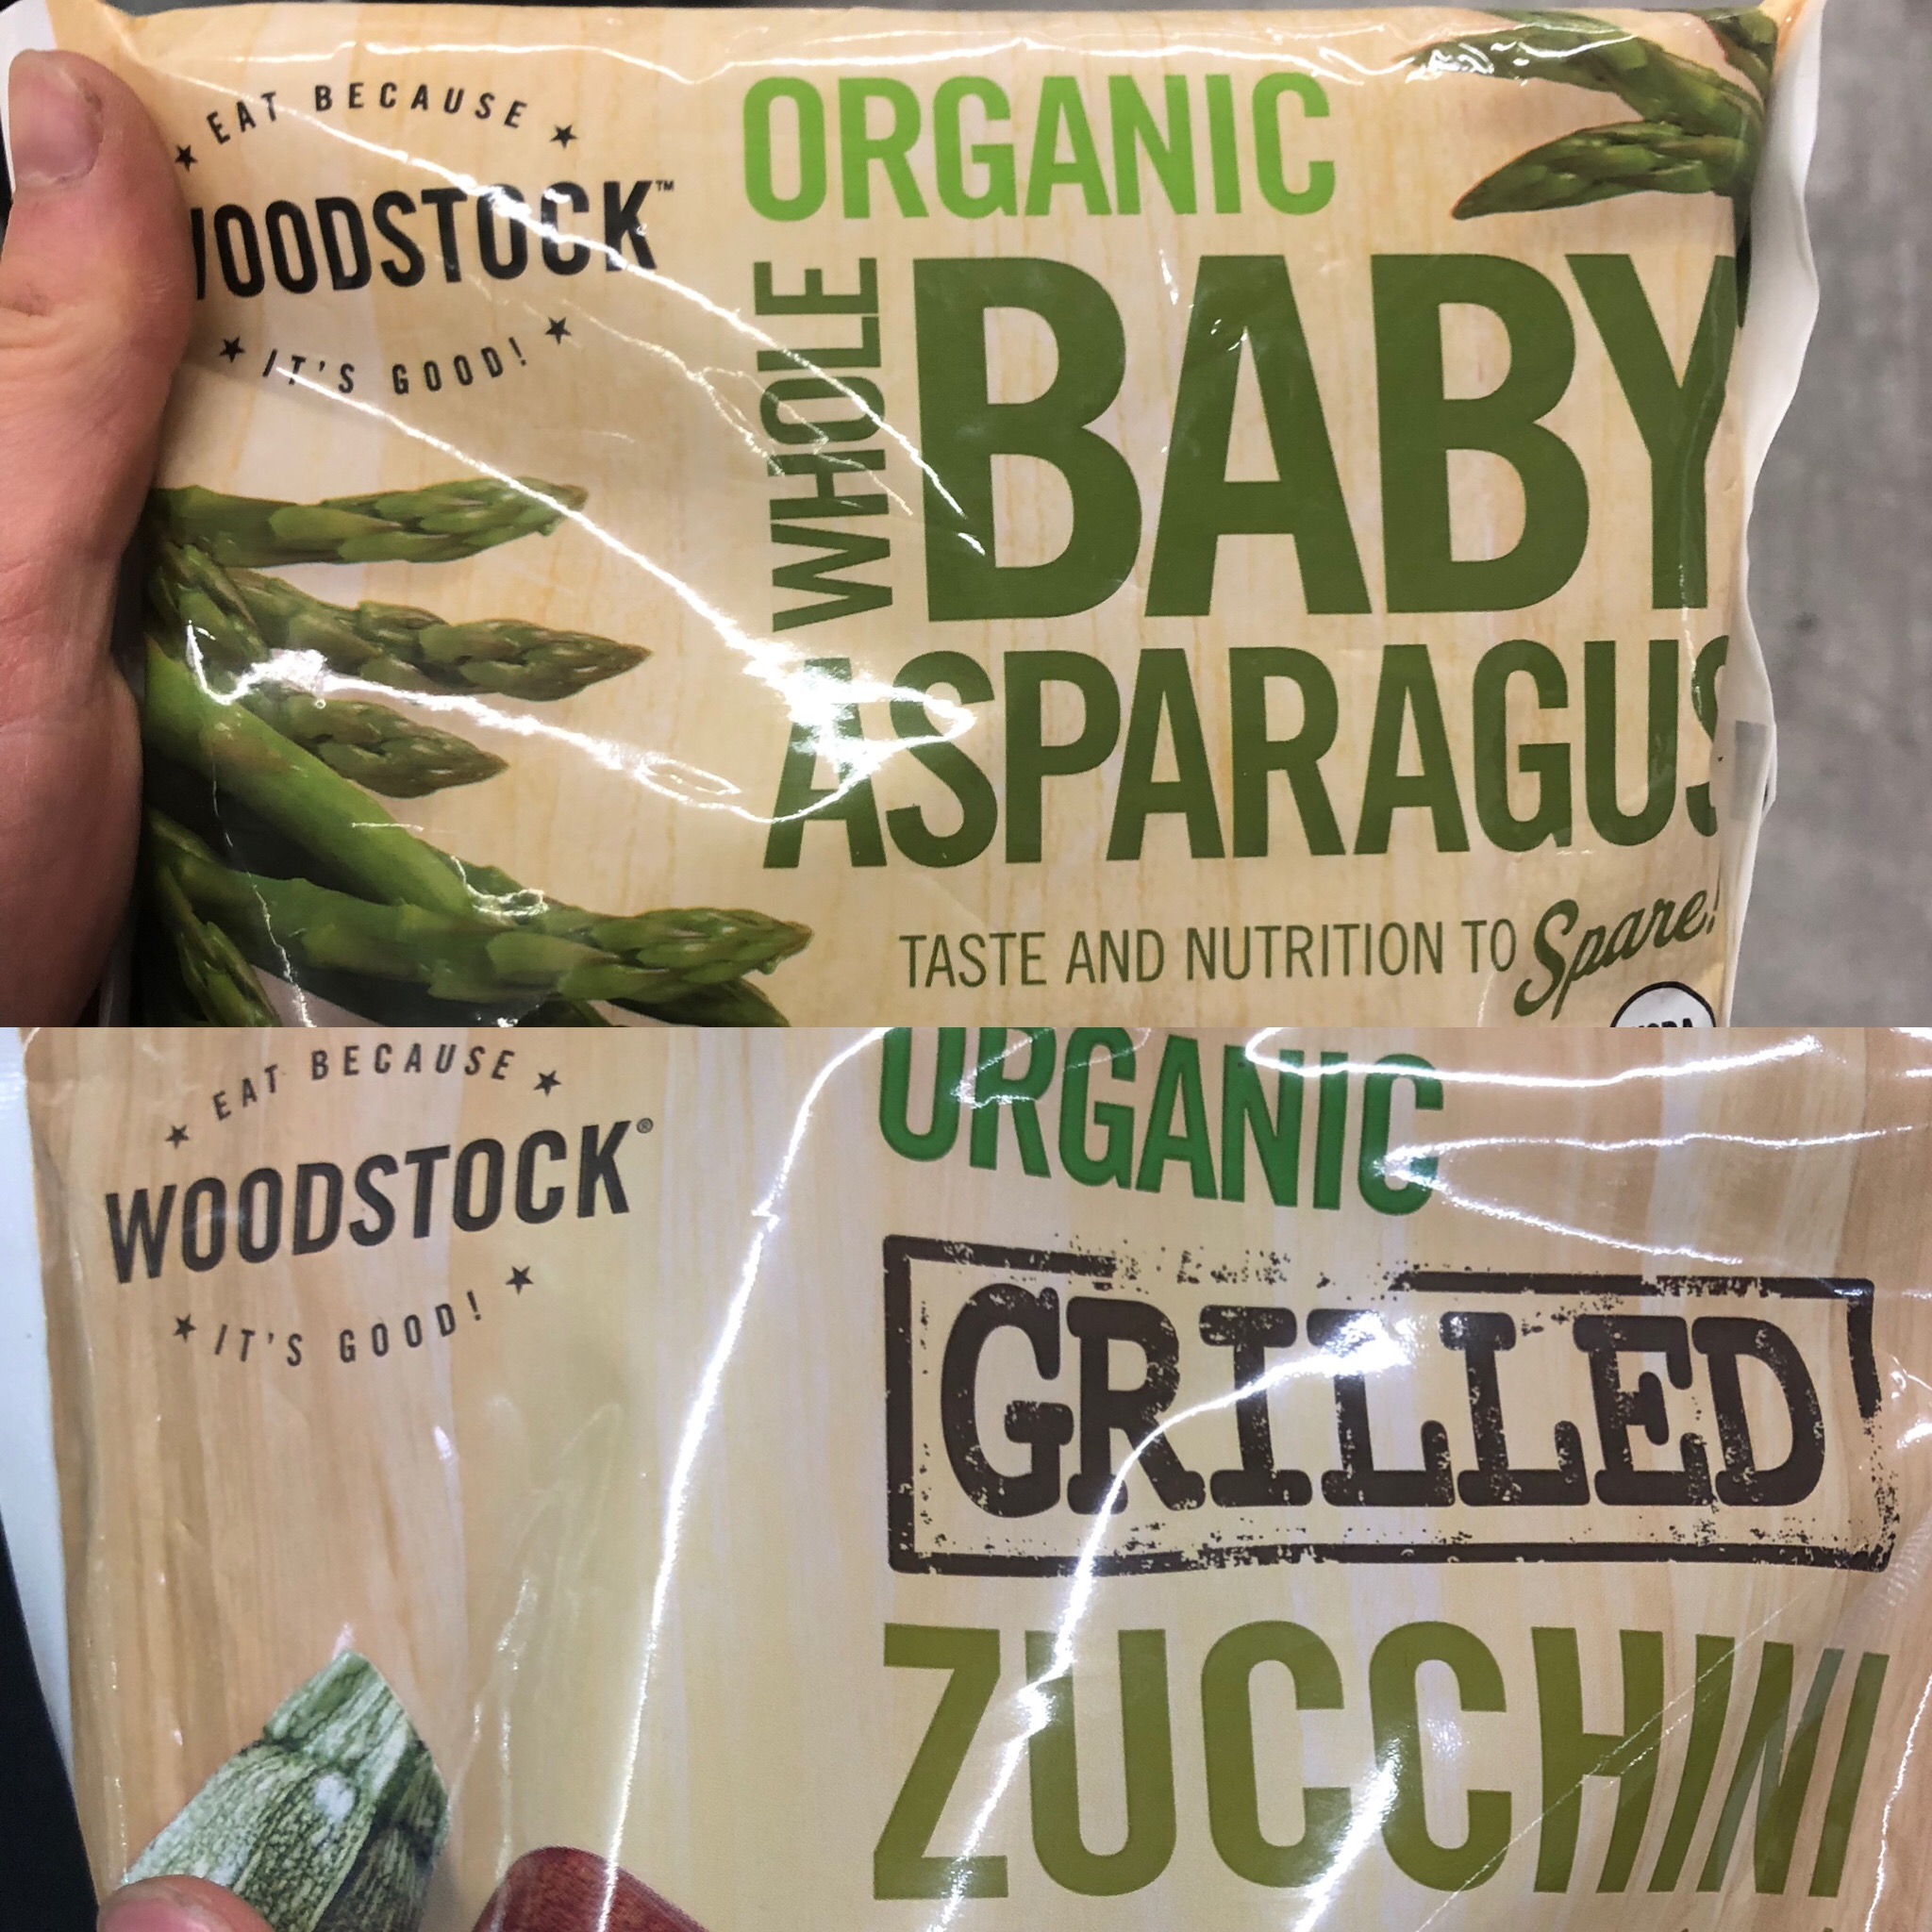 EAT BECAUSE
WOODSTOCK™
IT'S GOOD!
ORGANIC
WHOLE
BABY
ASPARAGUS
TASTE AND NUTRITION TO Spare!
EAT BECAUSE
WOODSTOCK®
IT'S GOOD!
ORGANIC
GRILLED
ZUCCHINI